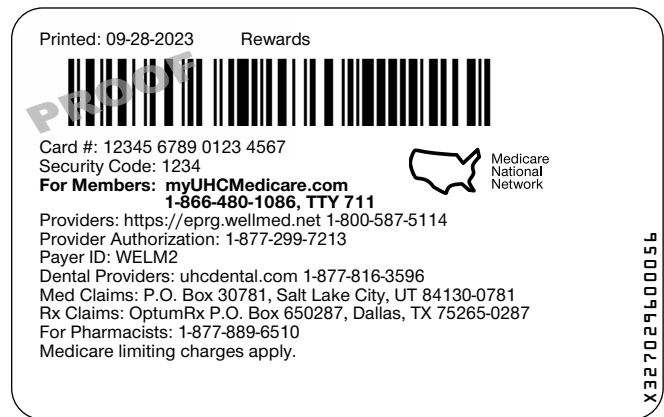 Printed: 09-28-2023 Rewards
PROOF
Card #: 12345 6789 0123 4567
Security Code: 1234
For Members: myUHCMedicare.com
1-866-480-1086, TTY 711
Medicare
National
Network
Providers: https://eprg.wellmed.net 1-800-587-5114
Provider Authorization: 1-877-299-7213
Payer ID: WELM2
Dental Providers: uhcdental.com 1-877-816-3596
Med Claims: P.O. Box 30781, Salt Lake City, UT 84130-0781
Rx Claims: OptumRx P.O. Box 650287, Dallas, TX 75265-0287
For Pharmacists: 1-877-889-6510
Medicare limiting charges apply.
X327029600056